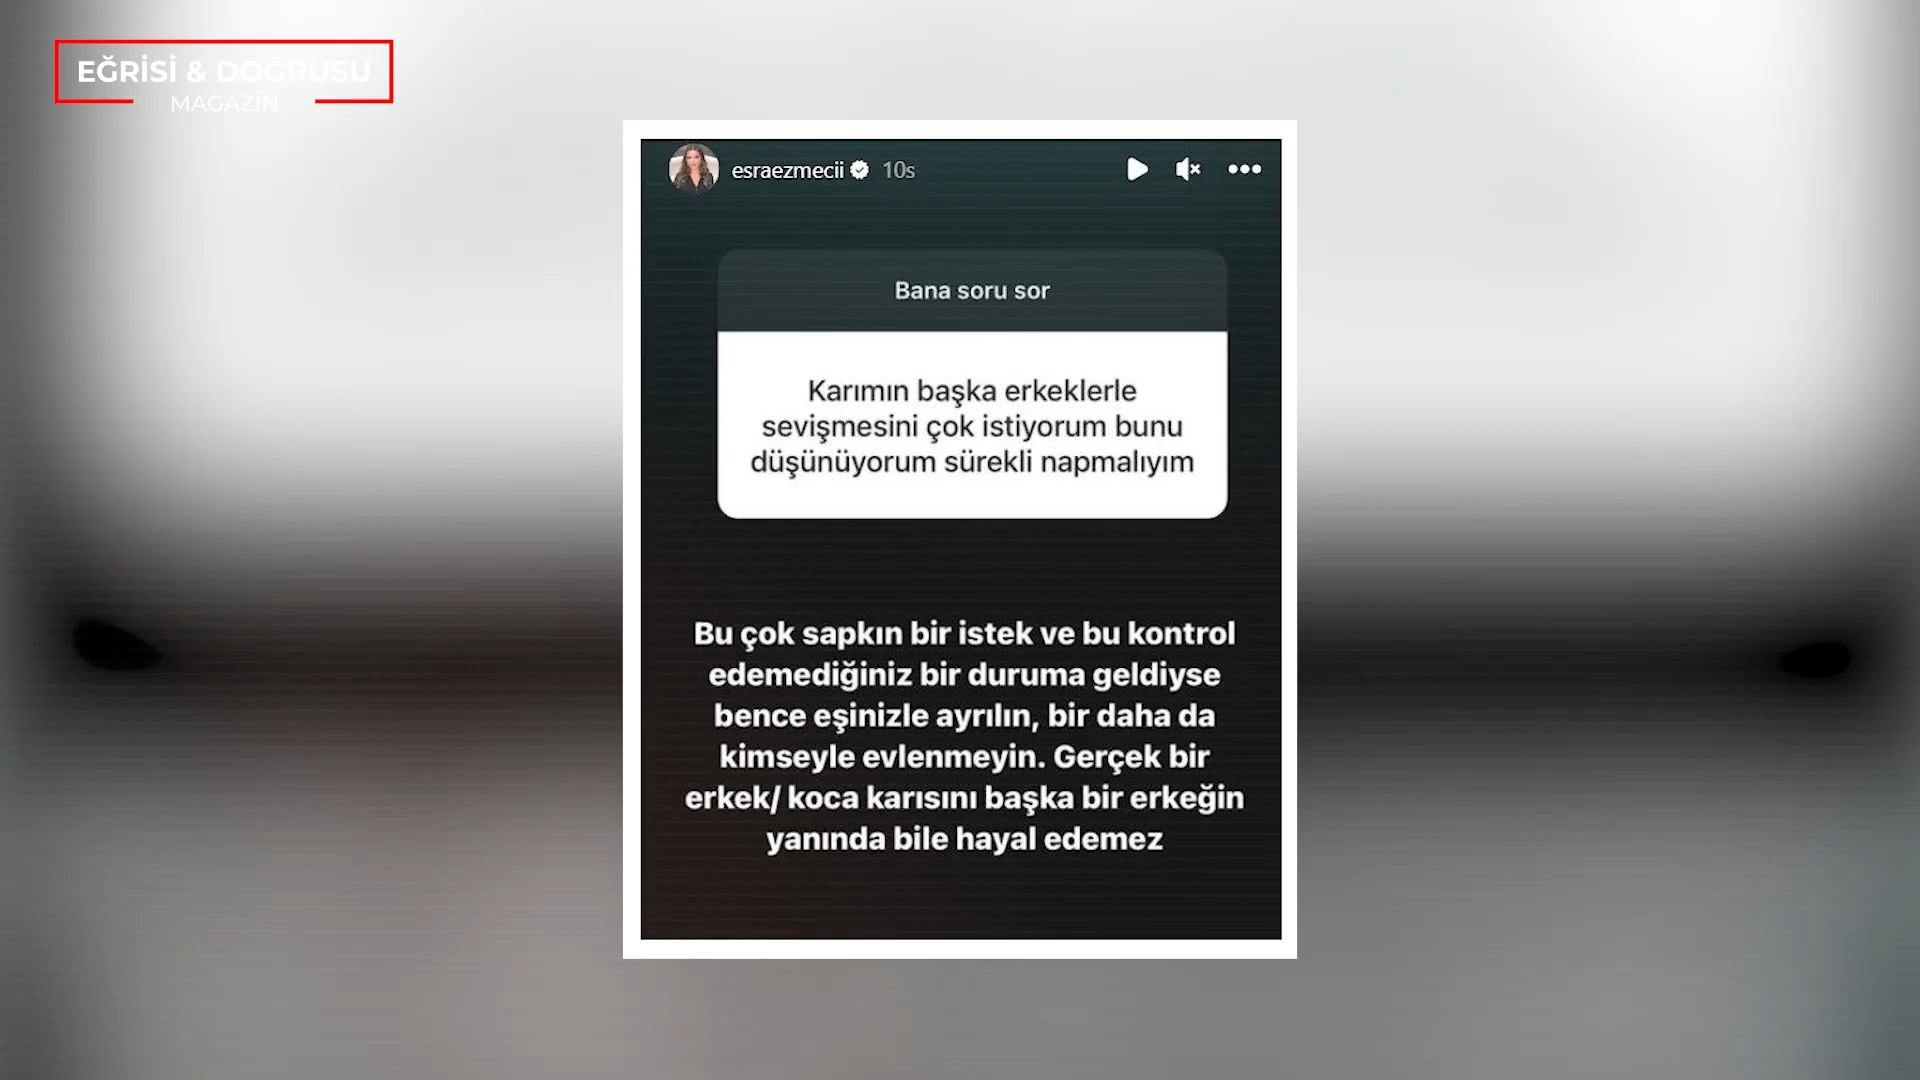 EĞRİSİ & DOĞRUSU
MAGAZİN
esraezmecii 10s
Bana soru sor
Karımın başka erkeklerle
sevişmesini çok istiyorum bunu
düşünüyorum sürekli napmalıyım
Bu çok sapkın bir istek ve bu kontrol
edemediğiniz bir duruma geldiyse
bence eşinizle ayrılın, bir daha da
kimseyle evlenmeyin. Gerçek bir
erkek/ koca karısını başka bir erkeğin
yanında bile hayal edemez